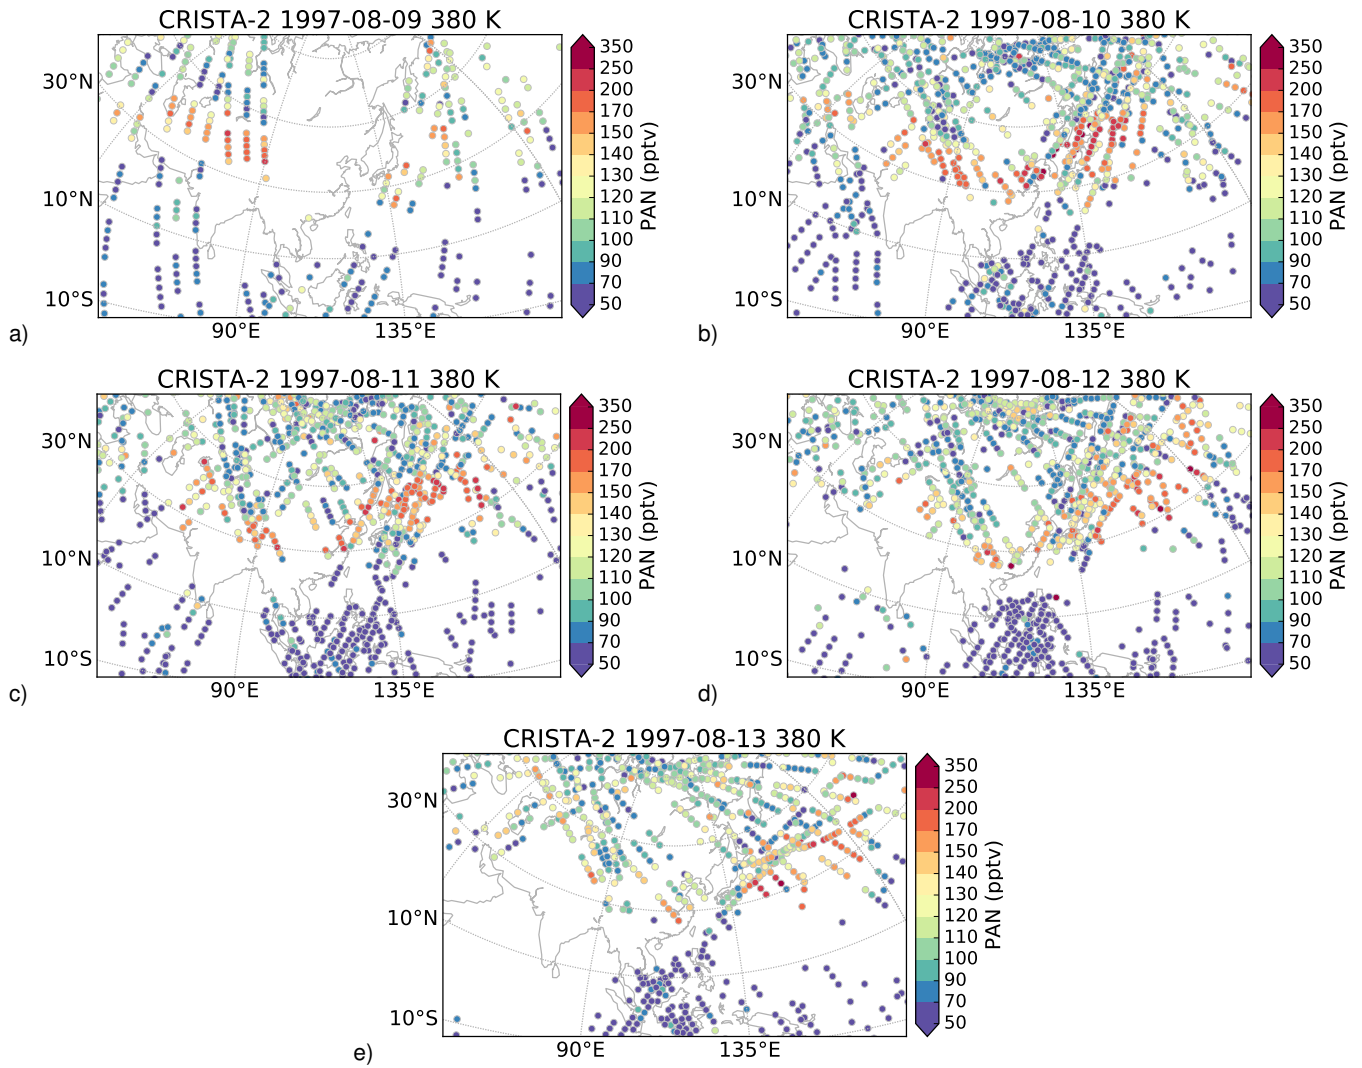 CRISTA-2 1997-08-09 380 K
30°N
10°N
10°S
90°E
135°E
350
250
200
170
150
140
130
120
110
100
90
70
50
PAN (pptv)
a)
CRISTA-2 1997-08-10 380 K
30°N
10°N
10°S
90°E
135°E
350
250
200
170
150
140
130
120
110
100
90
70
50
PAN (pptv)
b)
CRISTA-2 1997-08-11 380 K
30°N
10°N
10°S
90°E
135°E
350
250
200
170
150
140
130
120
110
100
90
70
50
PAN (pptv)
c)
CRISTA-2 1997-08-12 380 K
30°N
10°N
10°S
90°E
135°E
350
250
200
170
150
140
130
120
110
100
90
70
50
PAN (pptv)
d)
CRISTA-2 1997-08-13 380 K
30°N
10°N
10°S
90°E
135°E
350
250
200
170
150
140
130
120
110
100
90
70
50
PAN (pptv)
e)